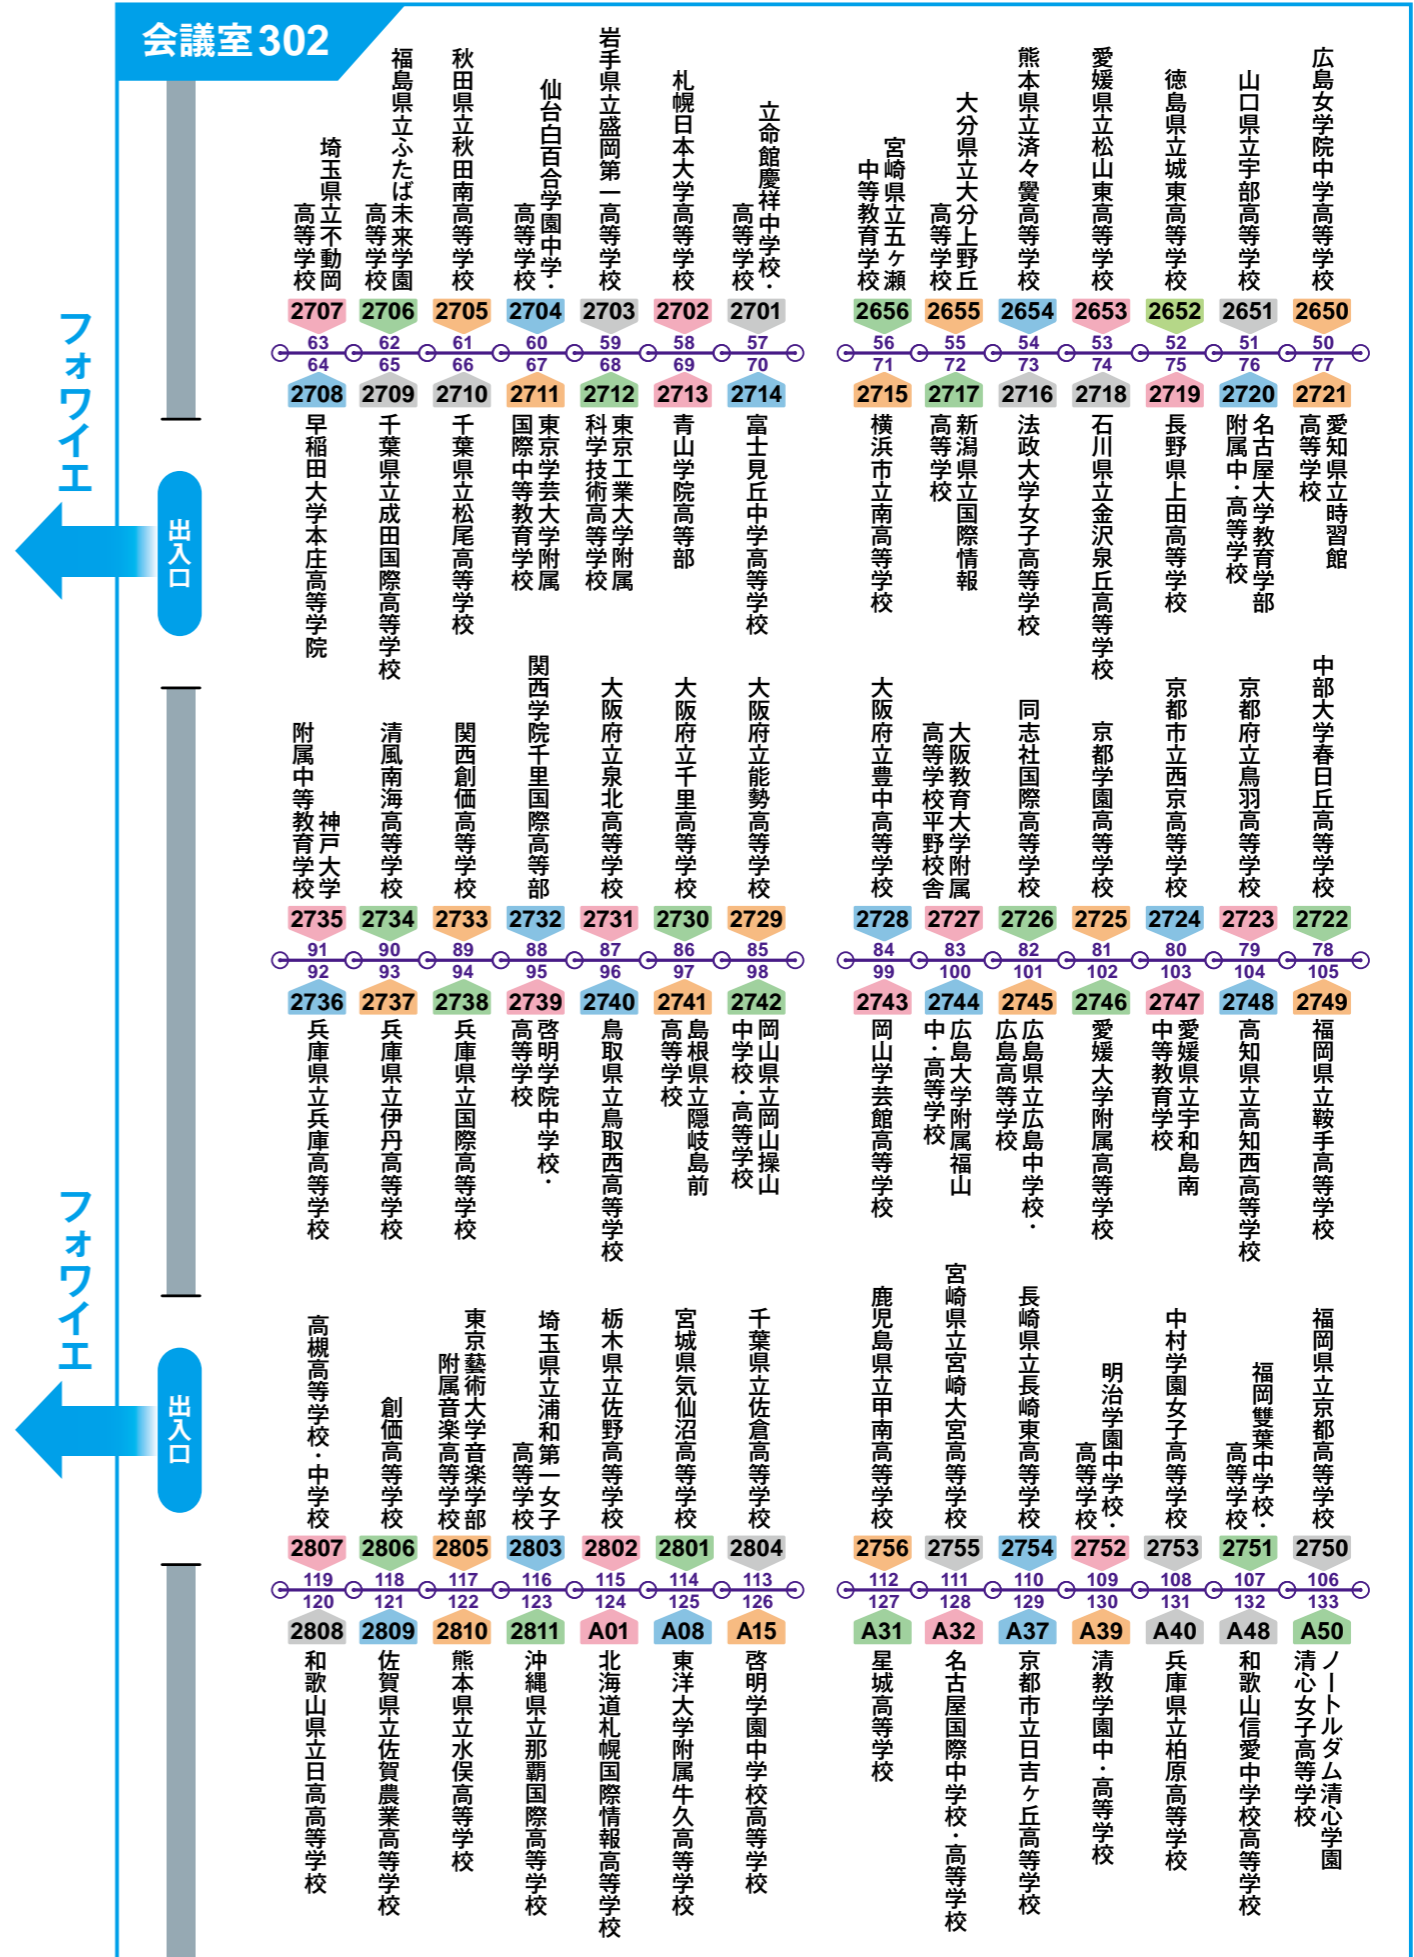 会議室302
フォワイエ
出入口
フォワイエ
出入口
埼玉県立不動岡
高等学校
福島県立ふたば未来学園
高等学校
秋田県立秋田南高等学校
仙台白百合学園中学・
高等学校
岩手県立盛岡第一高等学校
札幌日本大学高等学校
立命館慶祥中学校・
高等学校
宮崎県立五ヶ瀬
中等教育学校
大分県立大分上野丘
高等学校
熊本県立済々黌高等学校
愛媛県立松山東高等学校
徳島県立城東高等学校
山口県立宇部高等学校
広島女学院中学高等学校
2707 2706 2705 2704 2703 2702 2701 2656 2655 2654 2653 2652 2651 2650
63 62 61 60 59 58 57 56 55 54 53 52 51 50
64 65 66 67 68 69 70 71 72 73 74 75 76 77
2708 2709 2710 2711 2712 2713 2714 2715 2717 2716 2718 2719 2720 2721
早稲田大学本庄高等学院
千葉県立成田国際高等学校
千葉県立松尾高等学校
東京学芸大学附属
国際中等教育学校
東京工業大学附属
科学技術高等学校
青山学院高等部
富士見丘中学高等学校
横浜市立南高等学校
新潟県立国際情報
高等学校
法政大学女子高等学校
石川県立金沢泉丘高等学校
長野県上田高等学校
名古屋大学教育学部
附属中・高等学校
愛知県立時習館
高等学校
神戸大学
附属中等教育学校
清風南海高等学校
関西創価高等学校
関西学院千里国際高等部
大阪府立泉北高等学校
大阪府立千里高等学校
大阪府立能勢高等学校
大阪府立豊中高等学校
大阪教育大学附属
高等学校平野校舎
同志社国際高等学校
京都学園高等学校
京都市立西京高等学校
京都府立鳥羽高等学校
中部大学春日丘高等学校
2735 2734 2733 2732 2731 2730 2729 2728 2727 2726 2725 2724 2723 2722
91 90 89 88 87 86 85 84 83 82 81 80 79 78
92 93 94 95 96 97 98 99 100 101 102 103 104 105
2736 2737 2738 2739 2740 2741 2742 2743 2744 2745 2746 2747 2748 2749
兵庫県立兵庫高等学校
兵庫県立伊丹高等学校
兵庫県立国際高等学校
啓明学院中学校・
高等学校
鳥取県立鳥取西高等学校
島根県立隠岐島前
高等学校
岡山県立岡山操山
中学校・高等学校
岡山学芸館高等学校
広島大学附属福山
中・高等学校
広島県立広島中学校・
広島高等学校
愛媛大学附属高等学校
愛媛県立宇和島南
中等教育学校
高知県立高知西高等学校
福岡県立鞍手高等学校
高槻高等学校・中学校
創価高等学校
東京藝術大学音楽学部
附属音楽高等学校
埼玉県立浦和第一女子
高等学校
栃木県立佐野高等学校
宮城県気仙沼高等学校
千葉県立佐倉高等学校
鹿児島県立甲南高等学校
宮崎県立宮崎大宮高等学校
長崎県立長崎東高等学校
明治学園中学校・
高等学校
中村学園女子高等学校
福岡雙葉中学校・
高等学校
福岡県立京都高等学校
2807 2806 2805 2803 2802 2801 2804 2756 2755 2754 2752 2753 2751 2750
119 118 117 116 115 114 113 112 111 110 109 108 107 106
120 121 122 123 124 125 126 127 128 129 130 131 132 133
2808 2809 2810 2811 A01 A08 A15 A31 A32 A37 A39 A40 A48 A50
和歌山県立日高高等学校
佐賀県立佐賀農業高等学校
熊本県立水俣高等学校
沖縄県立那覇国際高等学校
北海道札幌国際情報高等学校
東洋大学附属牛久高等学校
啓明学園中学校高等学校
星城高等学校
名古屋国際中学校・高等学校
京都市立日吉ヶ丘高等学校
清教学園中・高等学校
兵庫県立柏原高等学校
和歌山信愛中学校高等学校
ノートルダム清心学園
清心女子高等学校